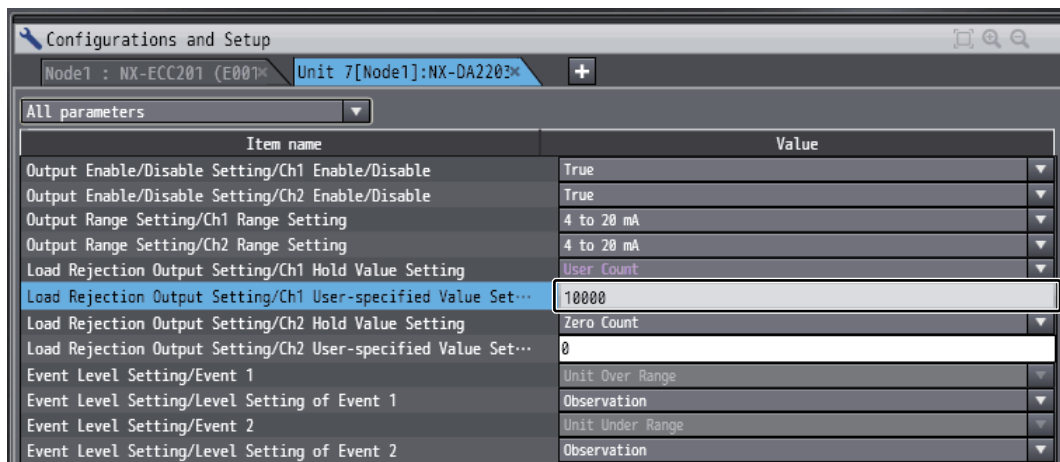 Configurations and Setup
Node1 : NX-ECC201 (E001× Unit 7[Node1]:NX-DA2203× +
All parameters
Item name Value
Output Enable/Disable Setting/Ch1 Enable/Disable True
Output Enable/Disable Setting/Ch2 Enable/Disable True
Output Range Setting/Ch1 Range Setting 4 to 20 mA
Output Range Setting/Ch2 Range Setting 4 to 20 mA
Load Rejection Output Setting/Ch1 Hold Value Setting User Count
Load Rejection Output Setting/Ch1 User-specified Value Set… 10000
Load Rejection Output Setting/Ch2 Hold Value Setting Zero Count
Load Rejection Output Setting/Ch2 User-specified Value Set… 0
Event Level Setting/Event 1 Unit Over Range
Event Level Setting/Level Setting of Event 1 Observation
Event Level Setting/Event 2 Unit Under Range
Event Level Setting/Level Setting of Event 2 Observation